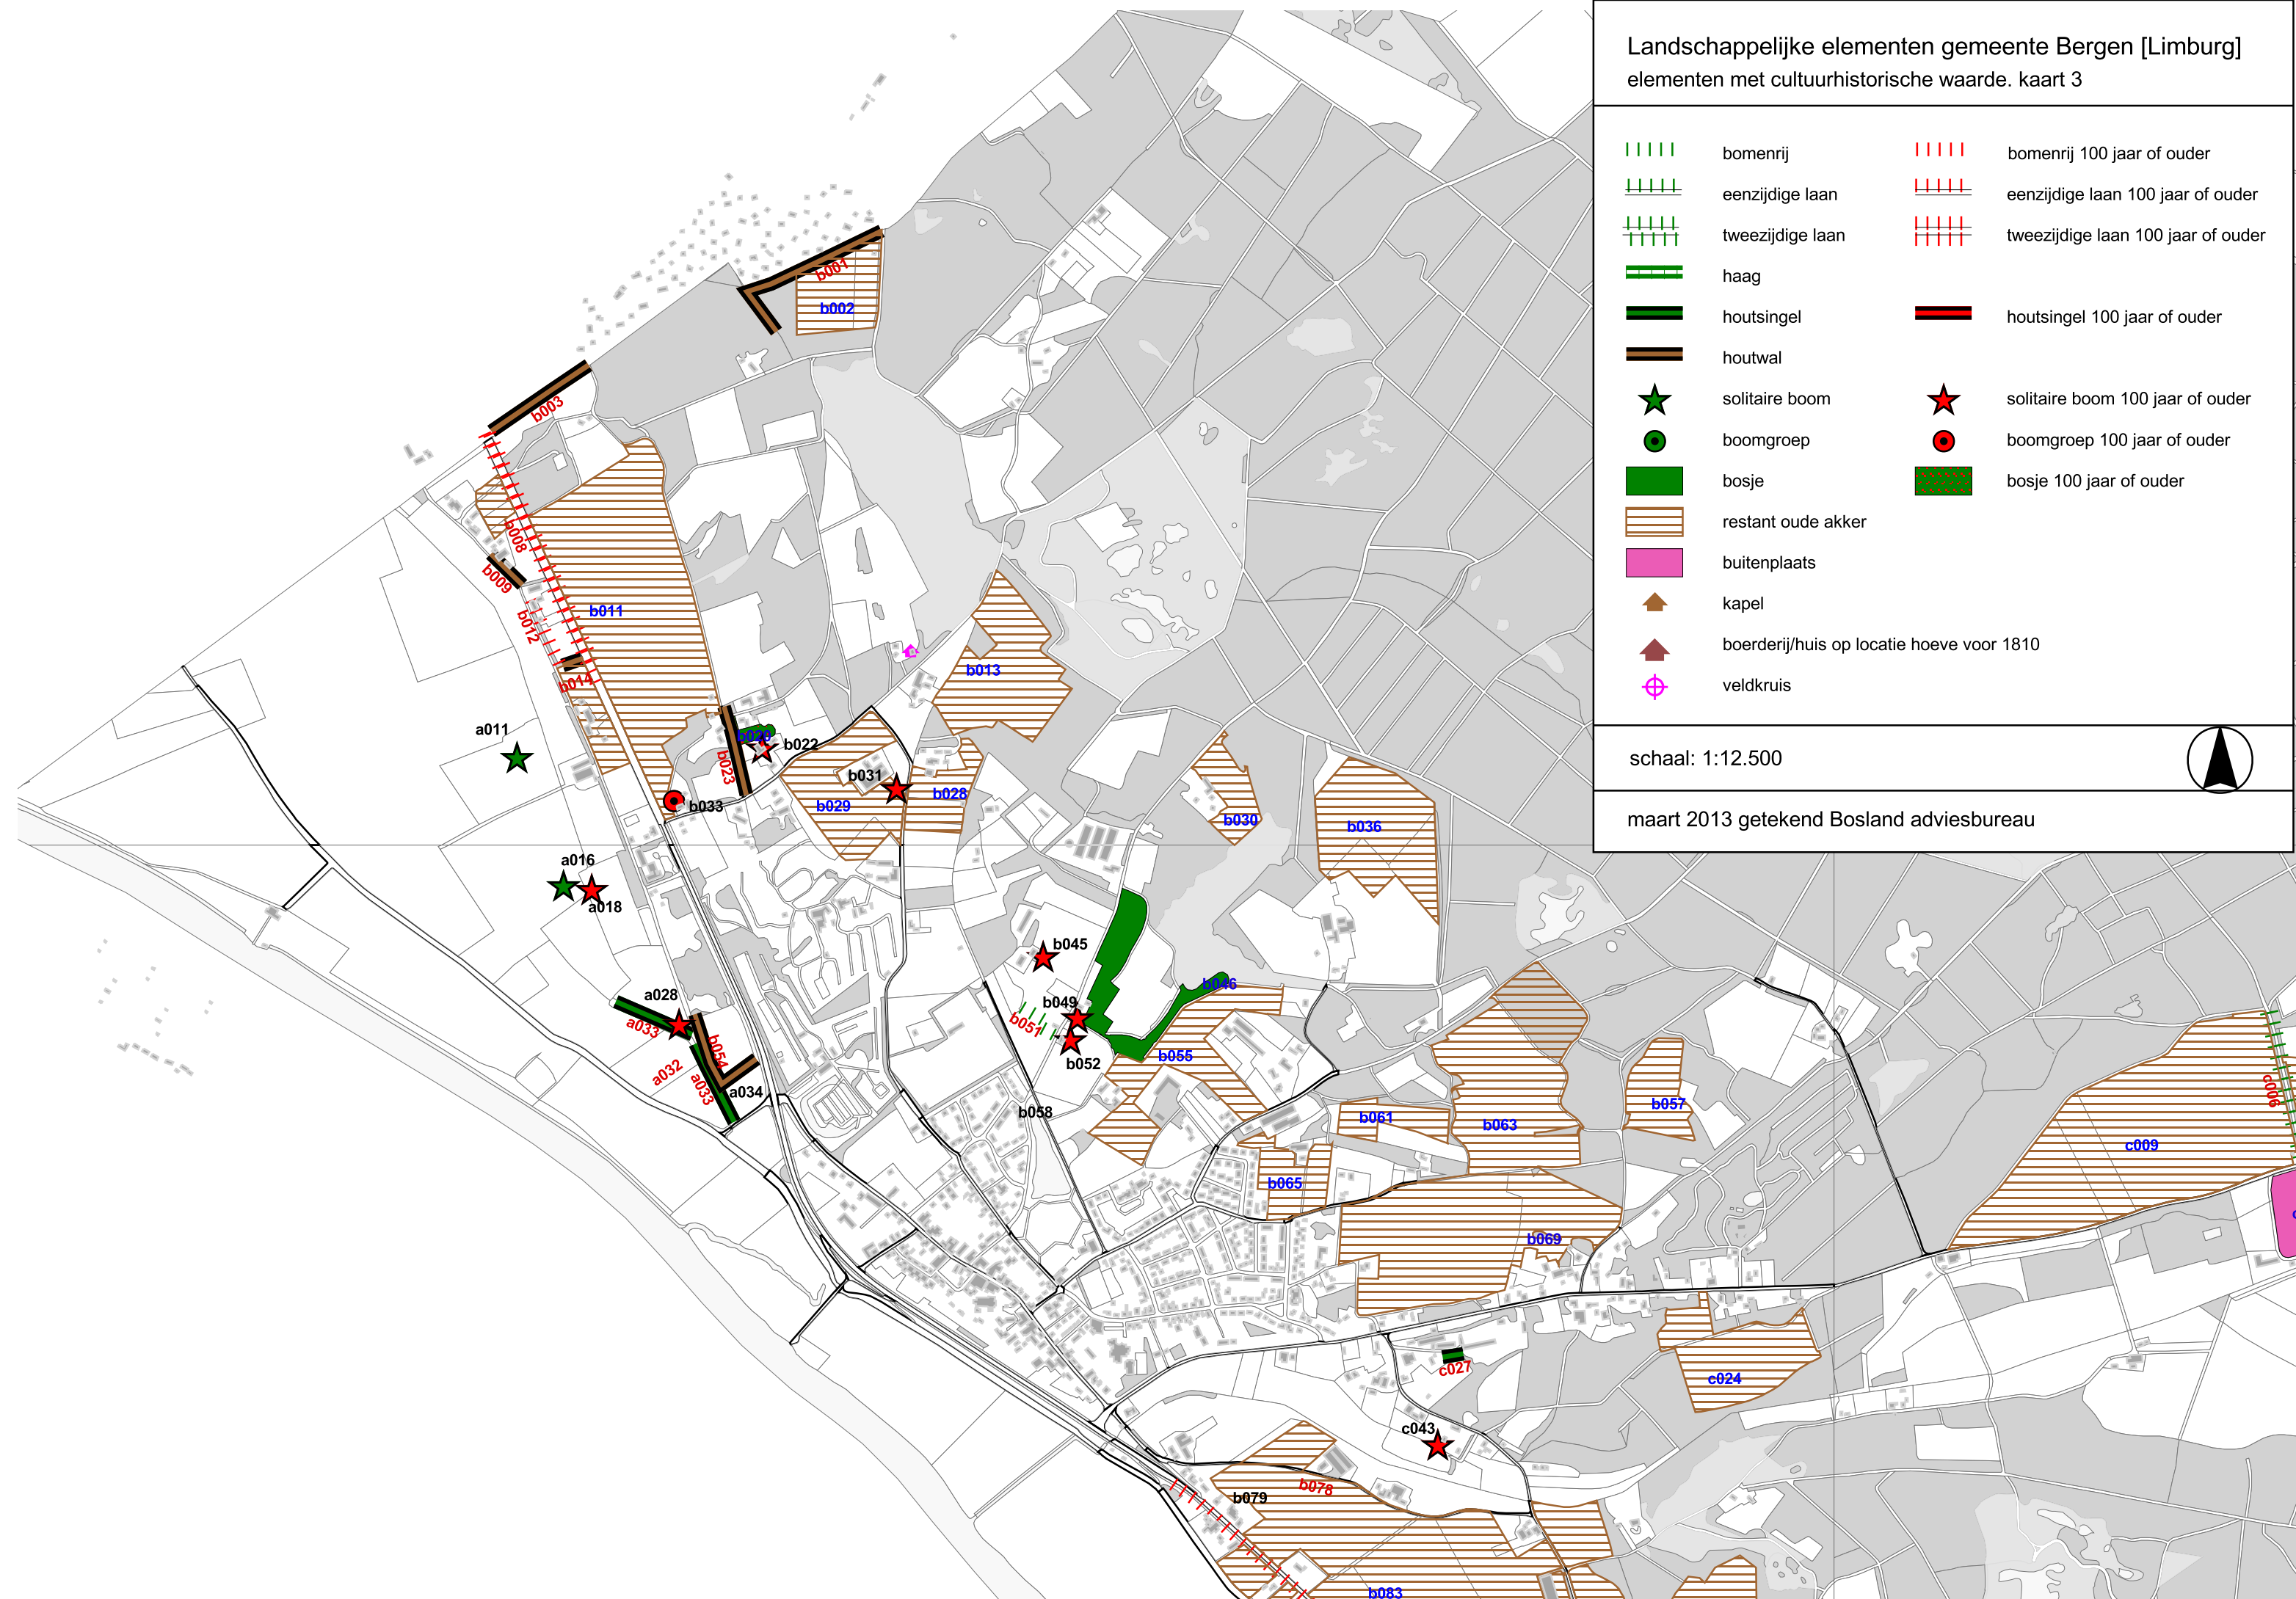 Landschappelijke elementen gemeente Bergen [Limburg]
elementen met cultuurhistorische waarde. kaart 3
bomenrij
bomenrij 100 jaar of ouder
eenzijdige laan
eenzijdige laan 100 jaar of ouder
tweezijdige laan
tweezijdige laan 100 jaar of ouder
haag
houtsingel
houtsingel 100 jaar of ouder
houtwal
solitaire boom
solitaire boom 100 jaar of ouder
boomgroep
boomgroep 100 jaar of ouder
bosje
bosje 100 jaar of ouder
restant oude akker
buitenplaats
kapel
boerderij/huis op locatie hoeve voor 1810
veldkruis
schaal: 1:12.500
maart 2013 getekend Bosland adviesbureau
b001
b002
b003
b008
b009
b011
b012
b013
b014
a011
b020
b022
b023
b031
b028
b029
b033
b030
b036
a016
a018
b045
b046
b049
b051
b052
a028
a033
b054
a032
a033
a034
b055
b058
b061
b063
b057
b065
b069
c006
c009
c024
c027
c043
b078
b079
b083